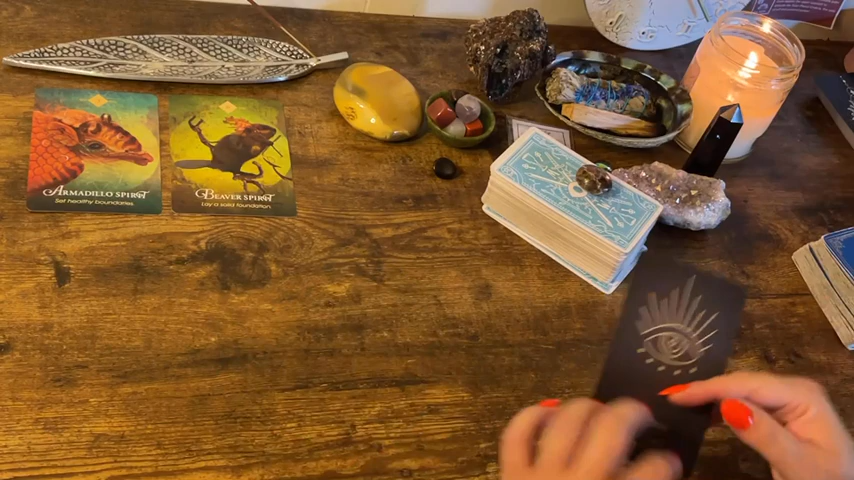 ARMADILLO SPIRIT
Set healthy boundaries.
BEAVER SPIRIT
Lay a solid foundation.